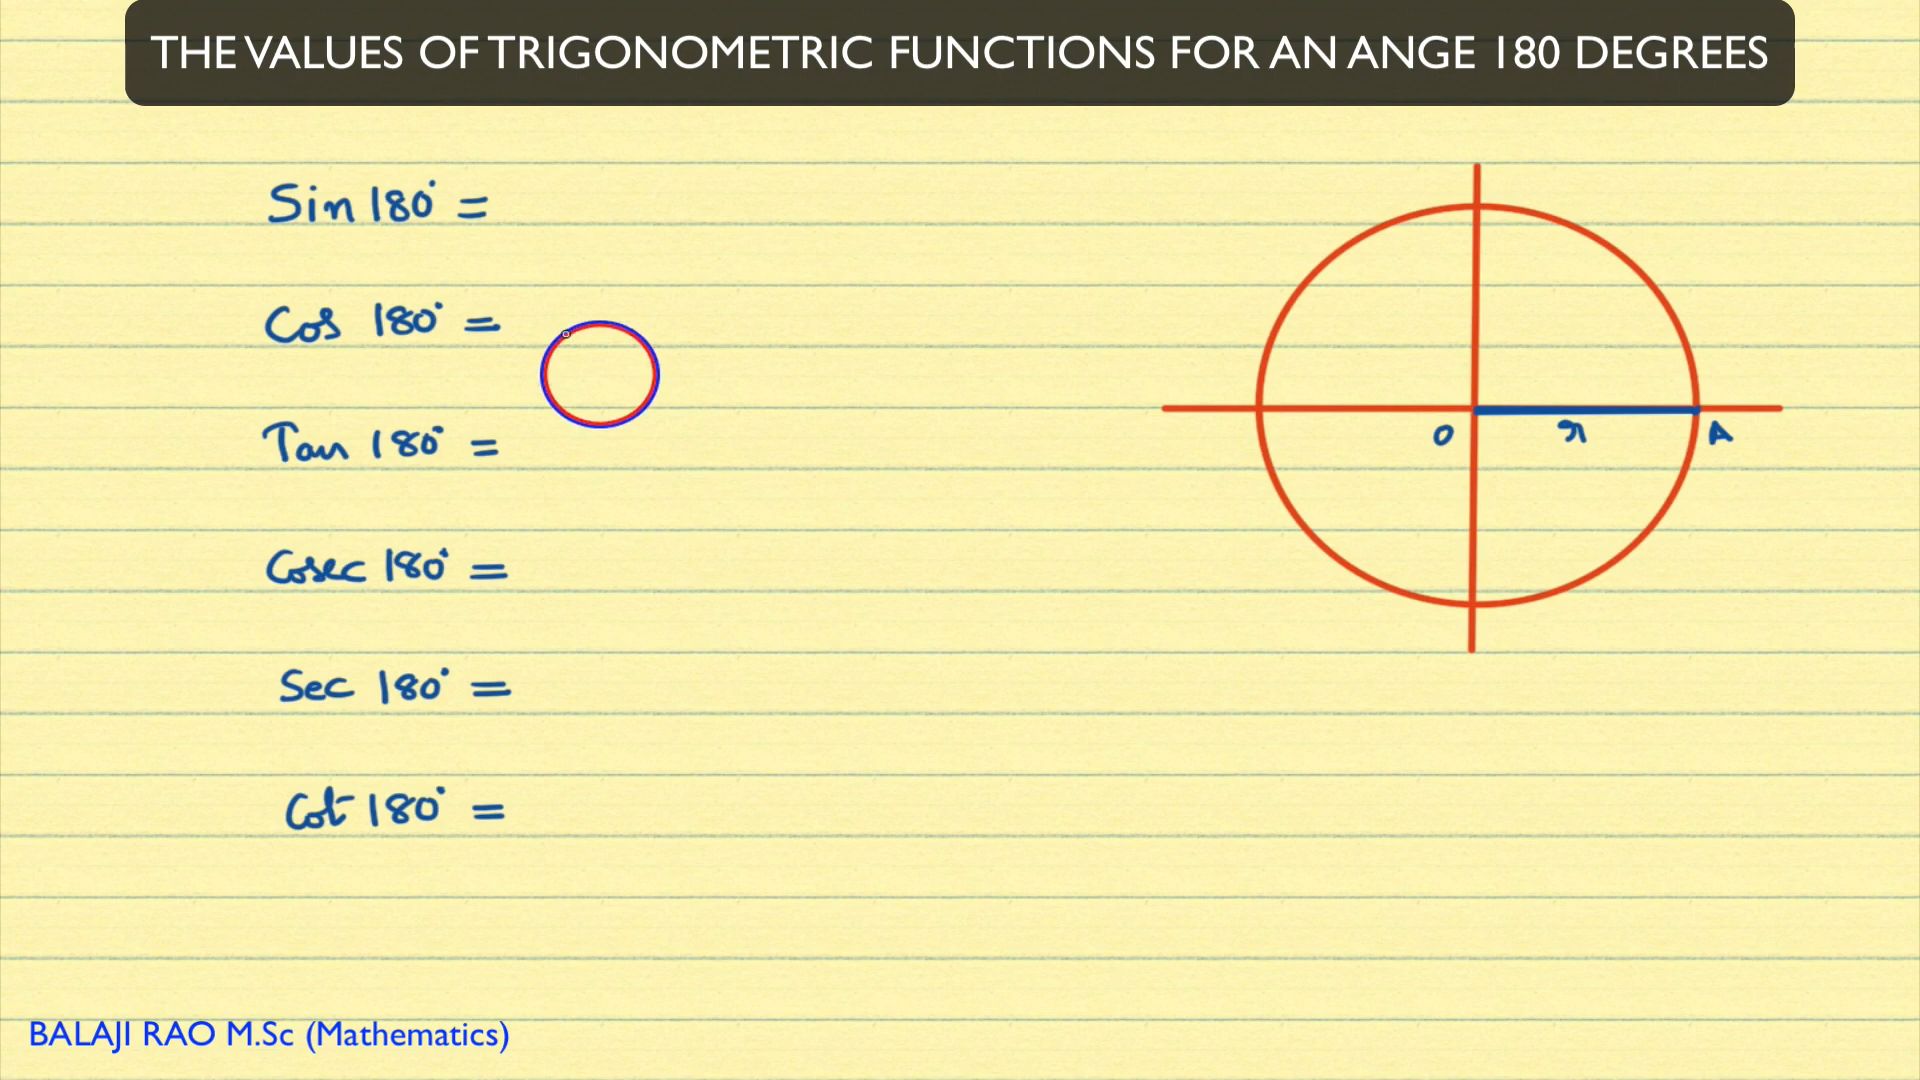 THE VALUES OF TRIGONOMETRIC FUNCTIONS FOR AN ANGE 180 DEGREES
Sin 180° =
Cos 180° =
Tan 180° =
Cosec 180° =
Sec 180° =
Cot 180° =
O r A
BALAJI RAO M.Sc (Mathematics)